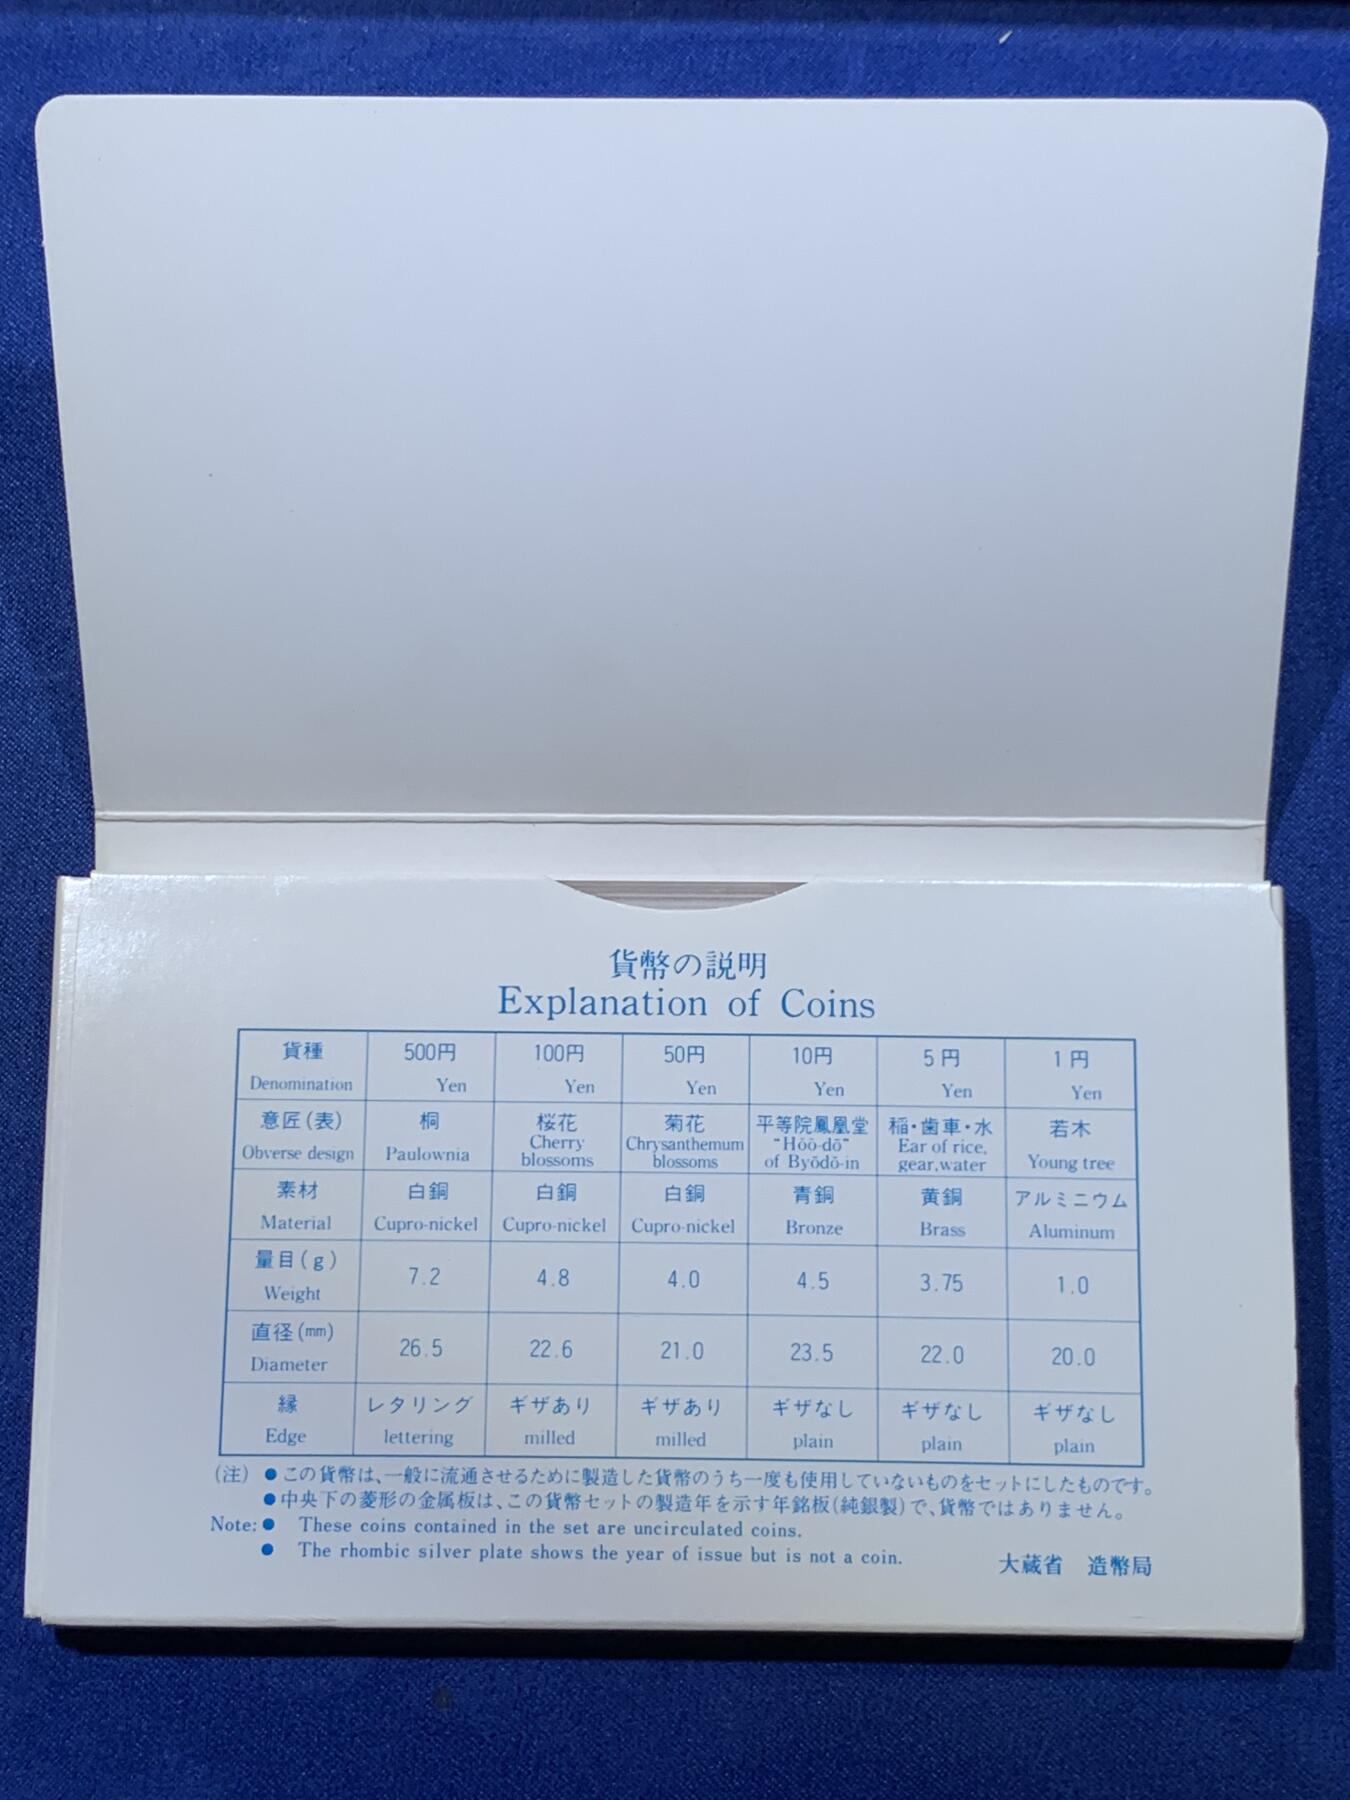 貨幣の説明
Explanation of Coins
貨種 500円 100円 50円 10円 5円 1円
Denomination Yen Yen Yen Yen Yen Yen
意匠(表) 桐 桜花 菊花 平等院鳳凰堂 稲・歯車・水 若木
Obverse design Paulownia Cherry blossoms Chrysanthemum blossoms "Hōō-dō" of Byōdō-in Ear of rice, gear,water Young tree
素材 白銅 白銅 白銅 青銅 黄銅 アルミニウム
Material Cupro-nickel Cupro-nickel Cupro-nickel Bronze Brass Aluminum
量目(g) 7.2 4.8 4.0 4.5 3.75 1.0
Weight
直径(㎜) 26.5 22.6 21.0 23.5 22.0 20.0
Diameter
縁 レタリング ギザあり ギザあり ギザなし ギザなし ギザなし
Edge lettering milled milled plain plain plain
(注) ●この貨幣は、一般に流通させるために製造した貨幣のうち一度も使用していないものをセットにしたものです。
●中央下の菱形の金属板は、この貨幣セットの製造年を示す年銘板(純銀製)で、貨幣ではありません。
Note:● These coins contained in the set are uncirculated coins.
● The rhombic silver plate shows the year of issue but is not a coin.
大蔵省 造幣局